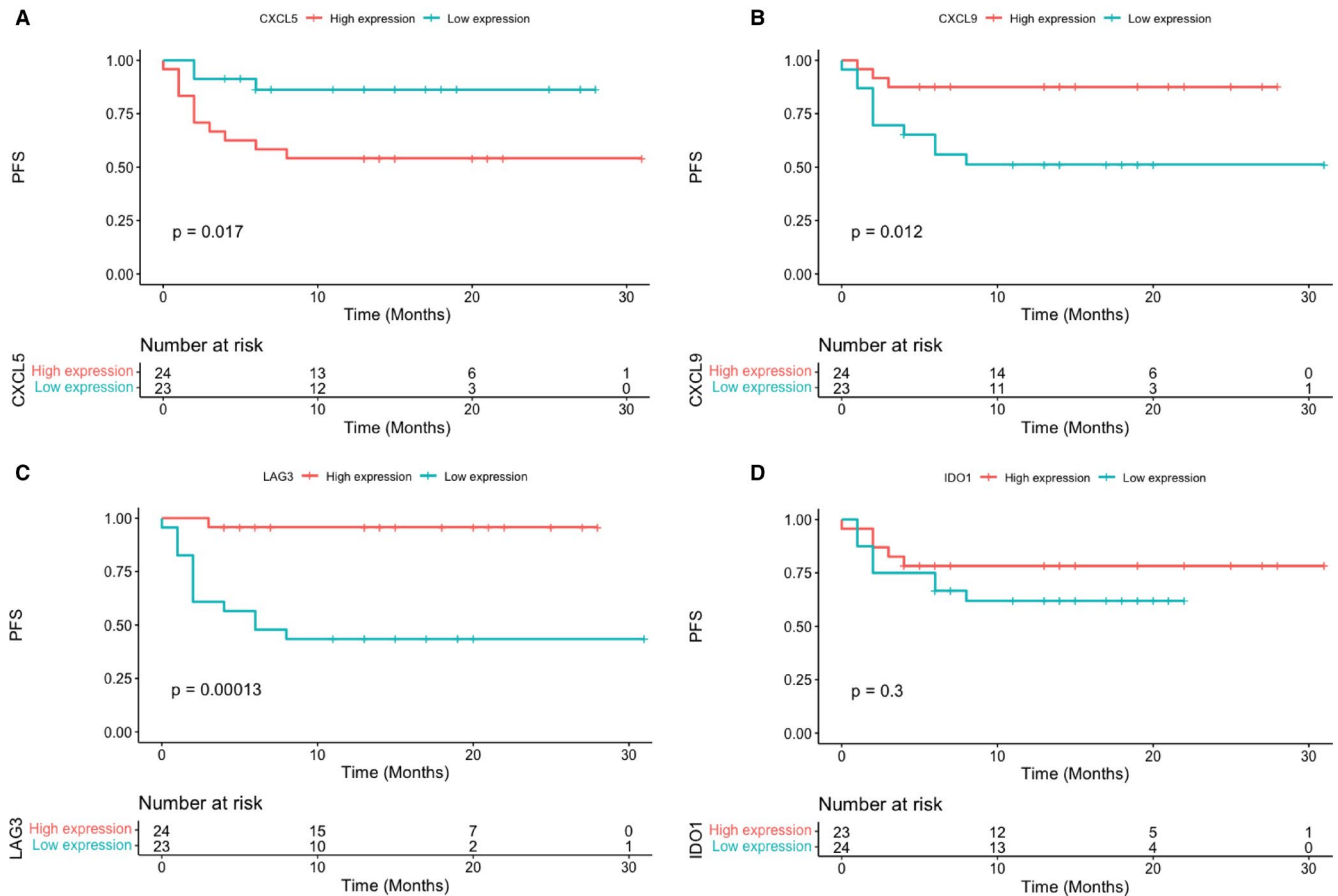 A
CXCL5 High expression Low expression
1.00
0.75
0.50
0.25
0.00
PFS
p = 0.017
0 10 20 30
Time (Months)
Number at risk
CXCL5
High expression 24 13 6 1
Low expression 23 12 3 0
0 10 20 30
Time (Months)
B
CXCL9 High expression Low expression
1.00
0.75
0.50
0.25
0.00
PFS
p = 0.012
0 10 20 30
Time (Months)
Number at risk
CXCL9
High expression 24 14 6 0
Low expression 23 11 3 1
0 10 20 30
Time (Months)
C
LAG3 High expression Low expression
1.00
0.75
0.50
0.25
0.00
PFS
p = 0.00013
0 10 20 30
Time (Months)
Number at risk
LAG3
High expression 24 15 7 0
Low expression 23 10 2 1
0 10 20 30
Time (Months)
D
IDO1 High expression Low expression
1.00
0.75
0.50
0.25
0.00
PFS
p = 0.3
0 10 20 30
Time (Months)
Number at risk
IDO1
High expression 23 12 5 1
Low expression 24 13 4 0
0 10 20 30
Time (Months)